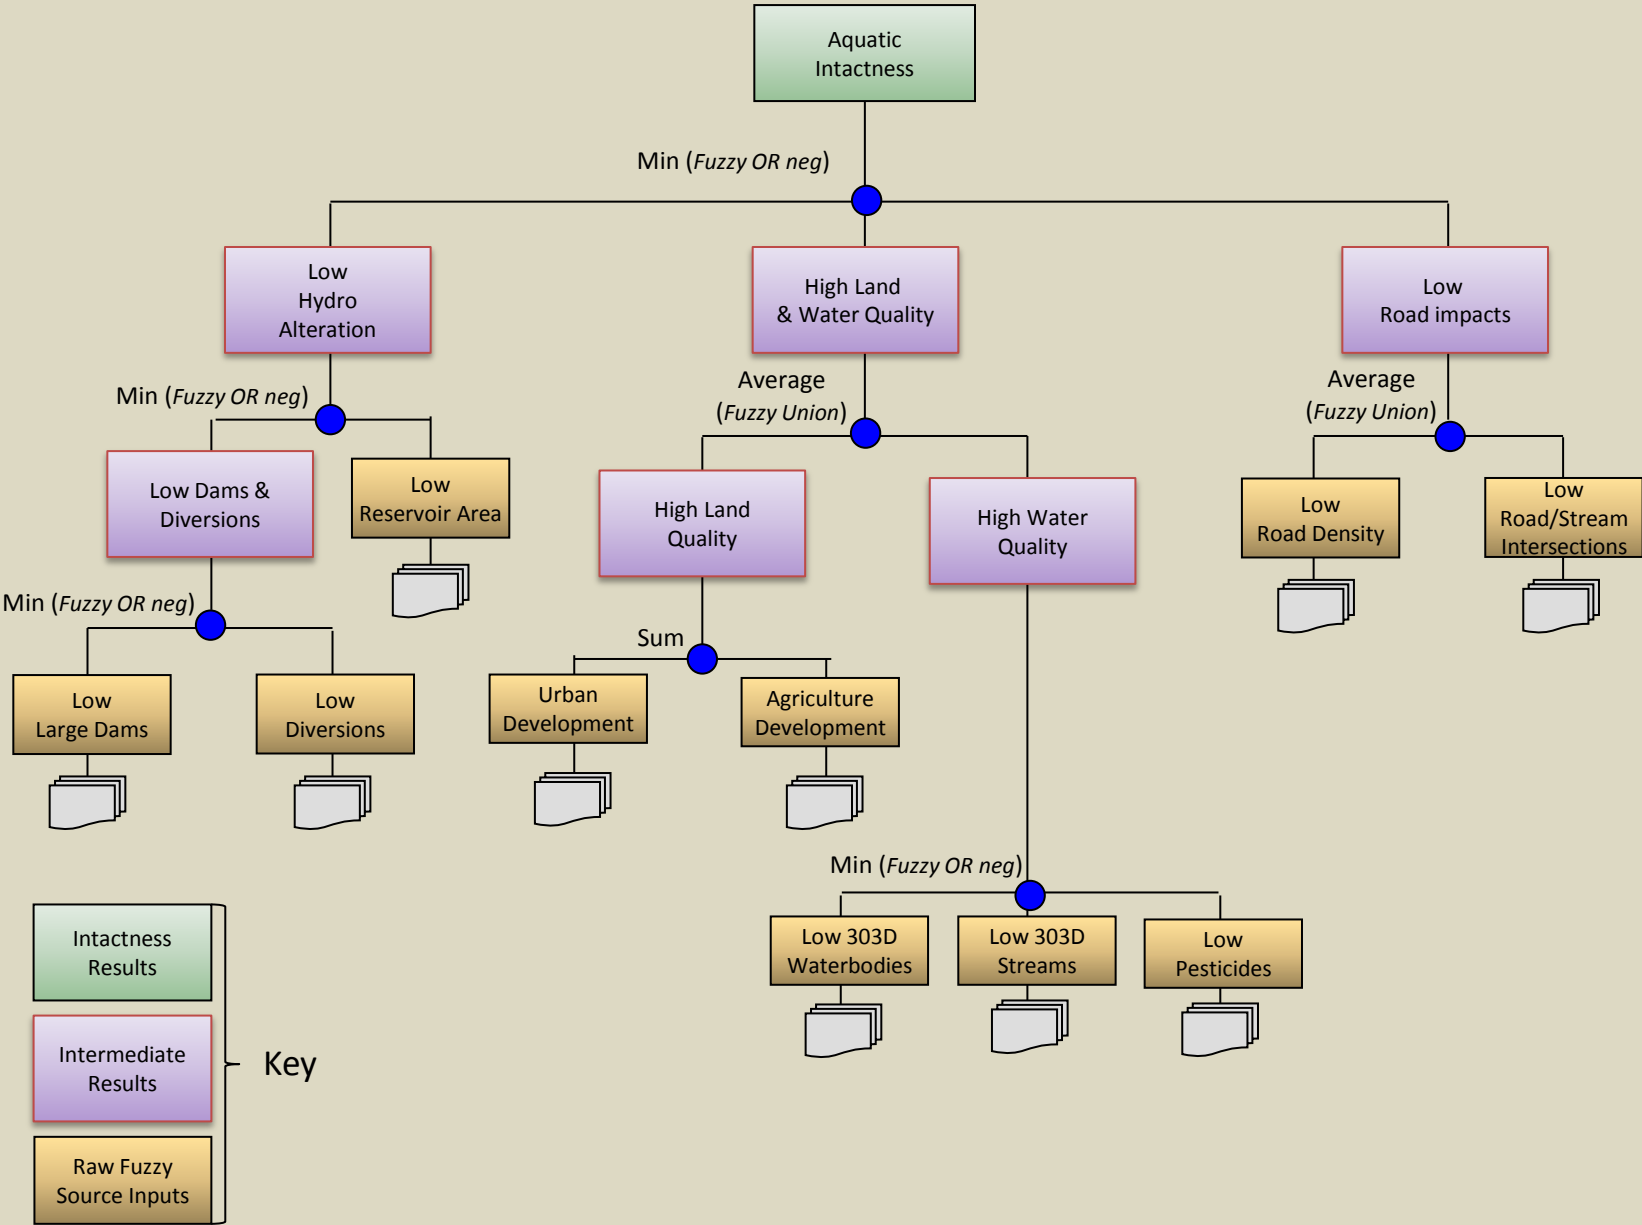 Aquatic
Intactness
Min (Fuzzy OR neg)
Low
Hydro
Alteration
High Land
& Water Quality
Low
Road impacts
Min (Fuzzy OR neg)
Average
(Fuzzy Union)
Average
(Fuzzy Union)
Low Dams &
Diversions
Low
Reservoir Area
High Land
Quality
High Water
Quality
Low
Road Density
Low
Road/Stream
Intersections
Min (Fuzzy OR neg)
Sum
Low
Large Dams
Low
Diversions
Urban
Development
Agriculture
Development
Min (Fuzzy OR neg)
Low 303D
Waterbodies
Low 303D
Streams
Low
Pesticides
Intactness
Results
Intermediate
Results
Key
Raw Fuzzy
Source Inputs